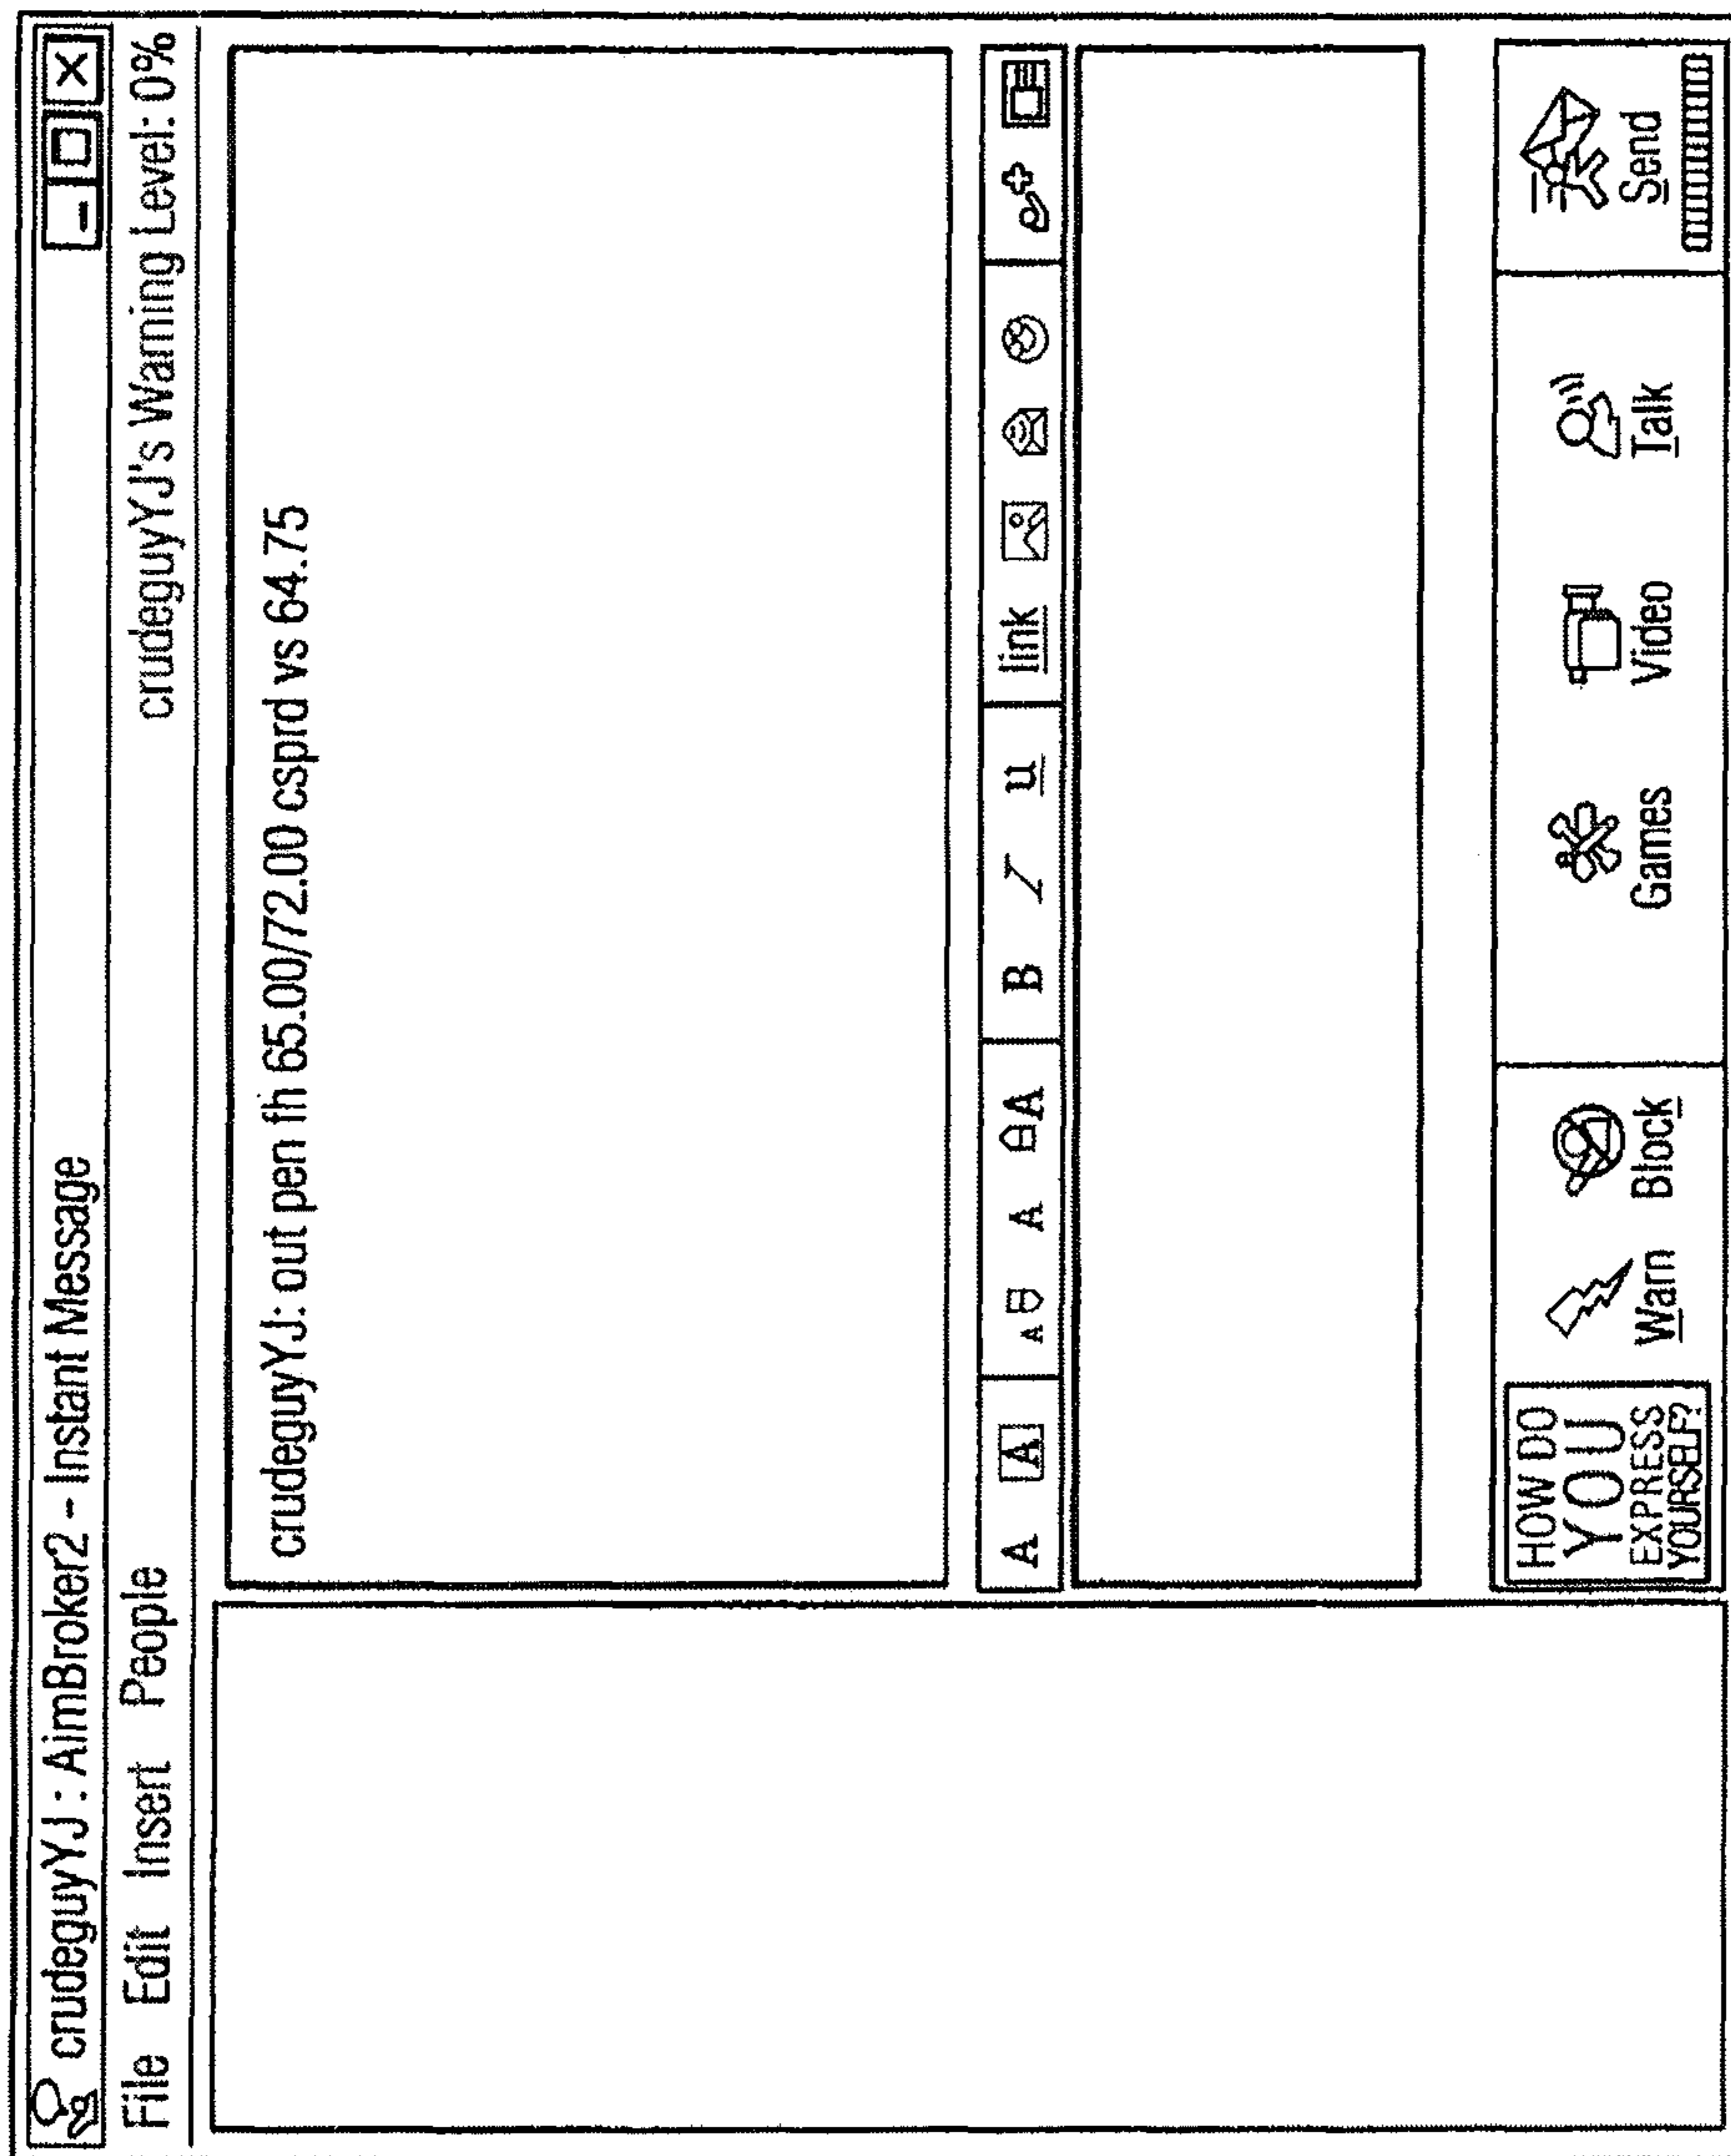 crudeguyYJ : AimBroker2 - Instant Message
File Edit Insert People
crudeguyYJ's Warning Level: 0%
crudeguyYJ: out pen fh 65.00/72.00 csprd vs 64.75
A A A A A B I u link
HOW DO
YOU
EXPRESS
YOURSELF?
Warn
Block
Games
Video
Talk
Send